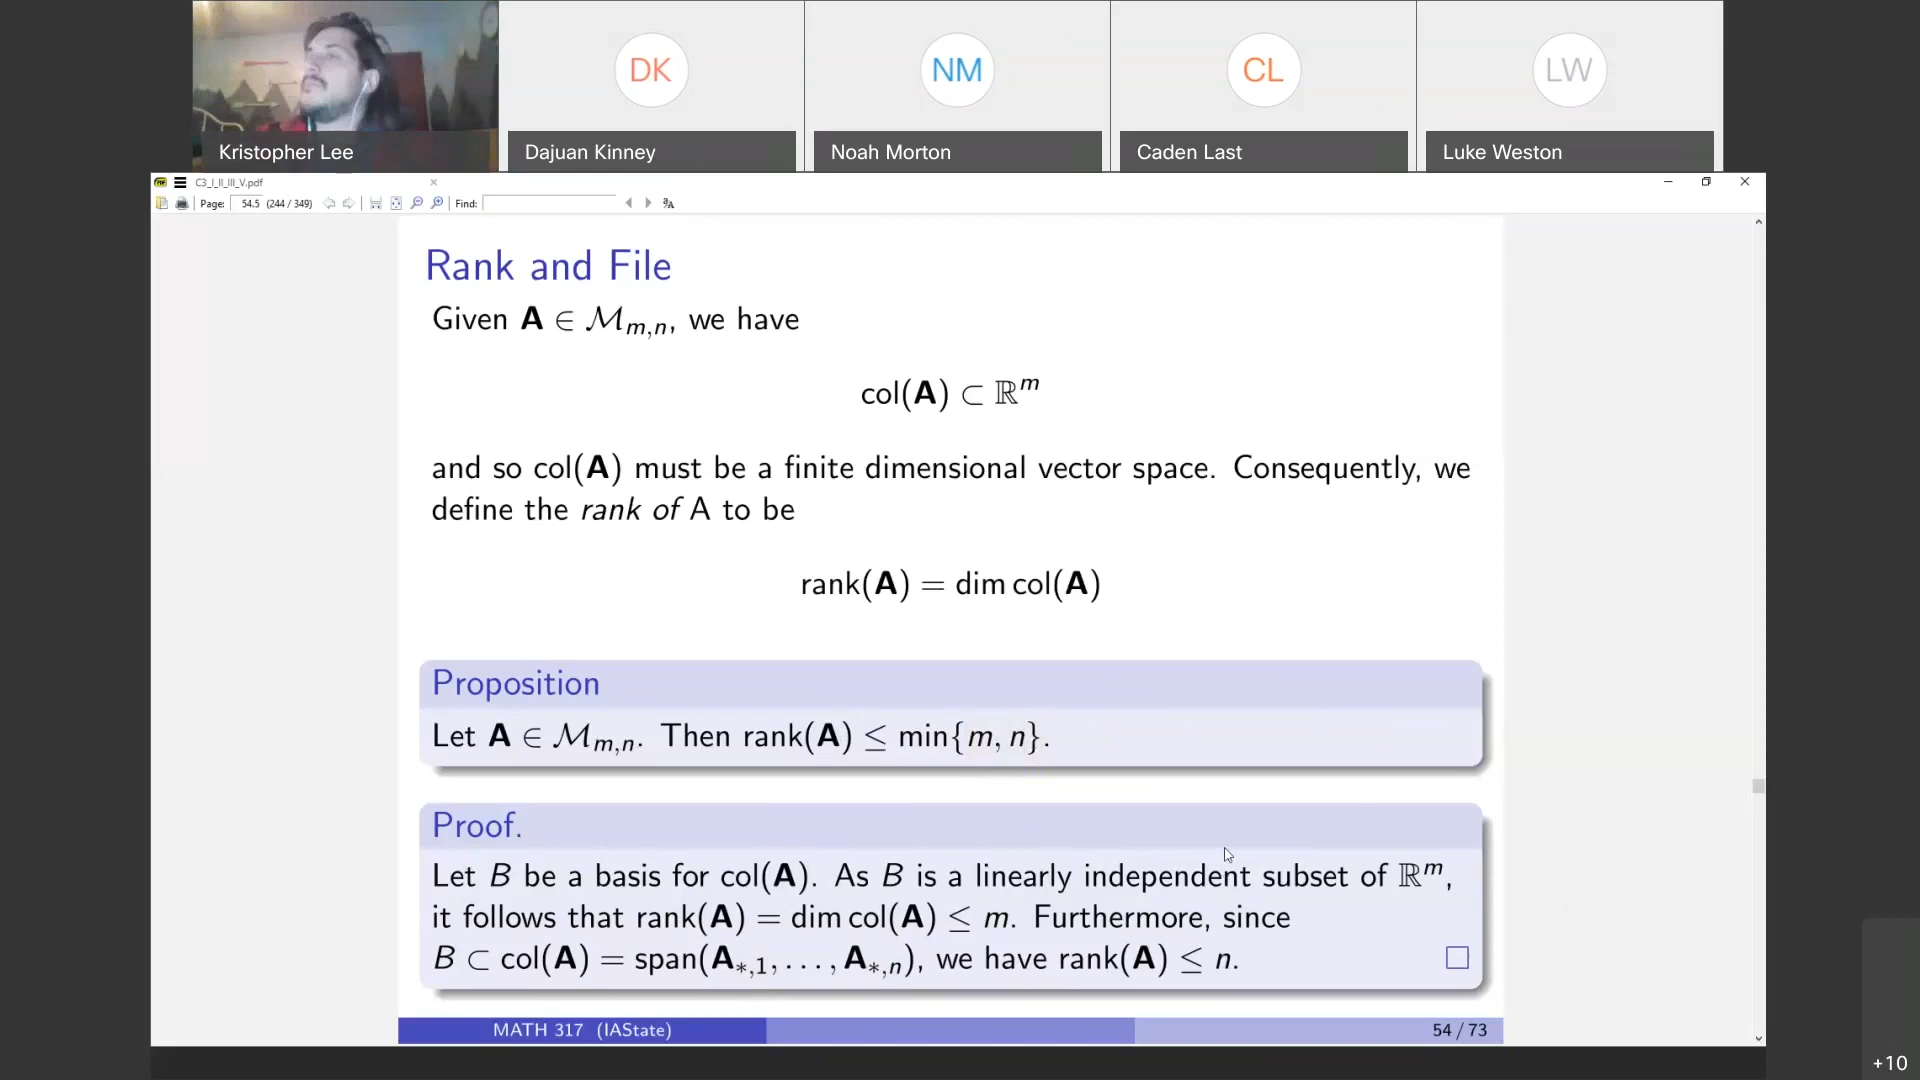 DK
NM
CL
LW
Kristopher Lee
Dajuan Kinney
Noah Morton
Caden Last
Luke Weston
C3_I_II_III_V.pdf
Page: 54.5 (244 / 349) Find:
Rank and File
Given A ∈ ℳm,n, we have
col(A) ⊂ ℝ^m
and so col(A) must be a finite dimensional vector space. Consequently, we
define the rank of A to be
rank(A) = dim col(A)
Proposition
Let A ∈ ℳm,n. Then rank(A) ≤ min{m, n}.
Proof.
Let B be a basis for col(A). As B is a linearly independent subset of ℝ^m,
it follows that rank(A) = dim col(A) ≤ m. Furthermore, since
B ⊂ col(A) = span(A∗,1, . . . , A∗,n), we have rank(A) ≤ n.
MATH 317 (IAState)
54 / 73
+10